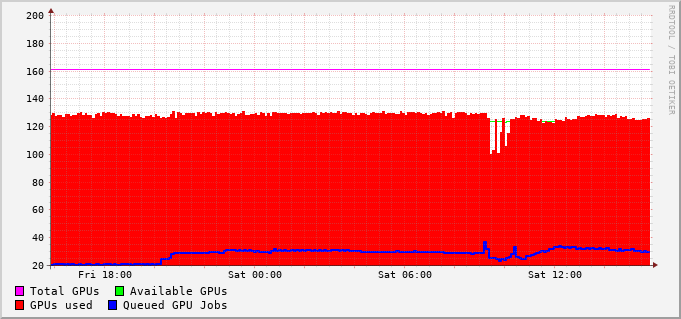 200
180
160
140
120
100
80
60
40
20
Fri 18:00 Sat 00:00 Sat 06:00 Sat 12:00
Total GPUs Available GPUs
GPUs used Queued GPU Jobs
RRDTOOL / TOBI OETIKER